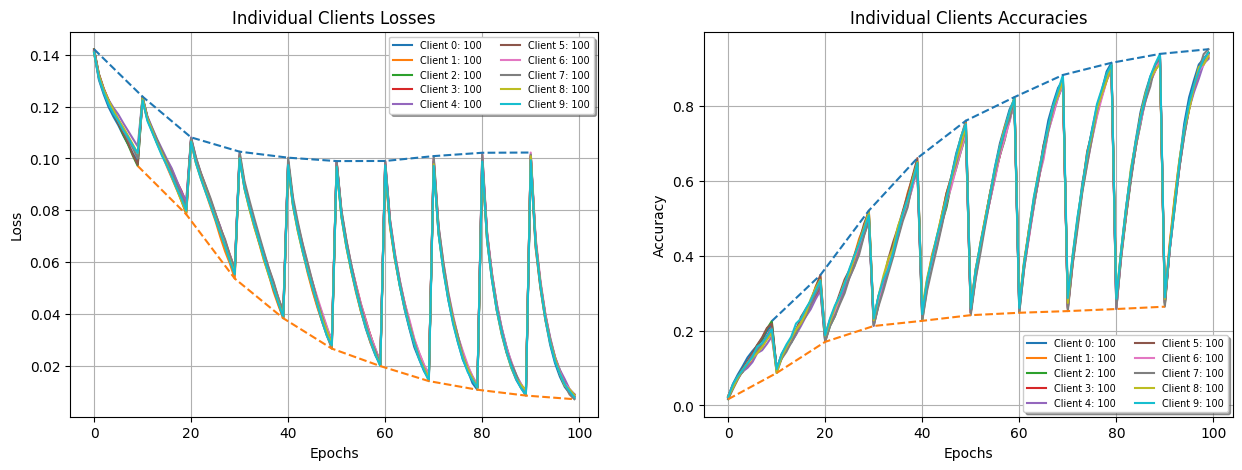 Individual Clients Losses
Loss
0.14
0.12
0.10
0.08
0.06
0.04
0.02
0 20 40 60 80 100
Epochs
Client 0: 100 Client 5: 100
Client 1: 100 Client 6: 100
Client 2: 100 Client 7: 100
Client 3: 100 Client 8: 100
Client 4: 100 Client 9: 100
Individual Clients Accuracies
Accuracy
0.8
0.6
0.4
0.2
0.0
0 20 40 60 80 100
Epochs
Client 0: 100 Client 5: 100
Client 1: 100 Client 6: 100
Client 2: 100 Client 7: 100
Client 3: 100 Client 8: 100
Client 4: 100 Client 9: 100